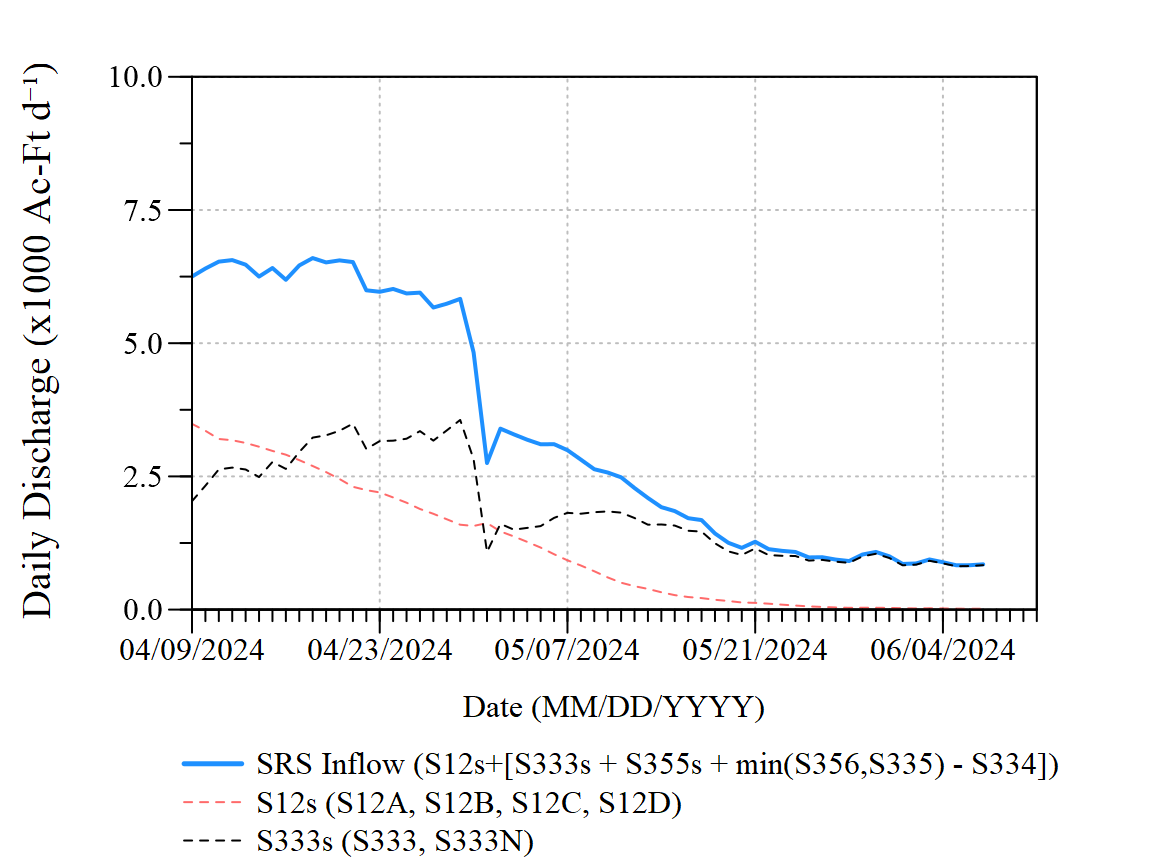 Daily Discharge (x1000 Ac-Ft d⁻¹)
10.0
7.5
5.0
2.5
0.0
04/09/2024 04/23/2024 05/07/2024 05/21/2024 06/04/2024
Date (MM/DD/YYYY)
SRS Inflow (S12s+[S333s + S355s + min(S356,S335) - S334])
S12s (S12A, S12B, S12C, S12D)
S333s (S333, S333N)